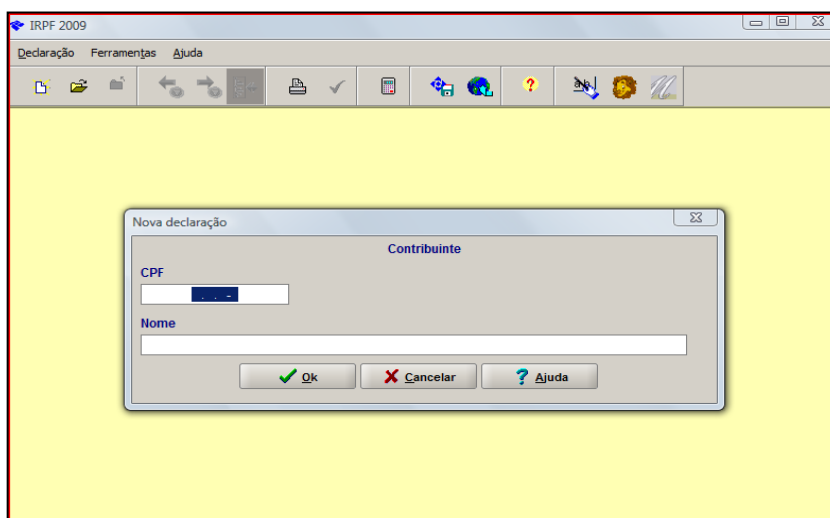 IRPF 2009
Declaração Ferramentas Ajuda
Nova declaração
Contribuinte
CPF
. . -
Nome
Ok Cancelar Ajuda